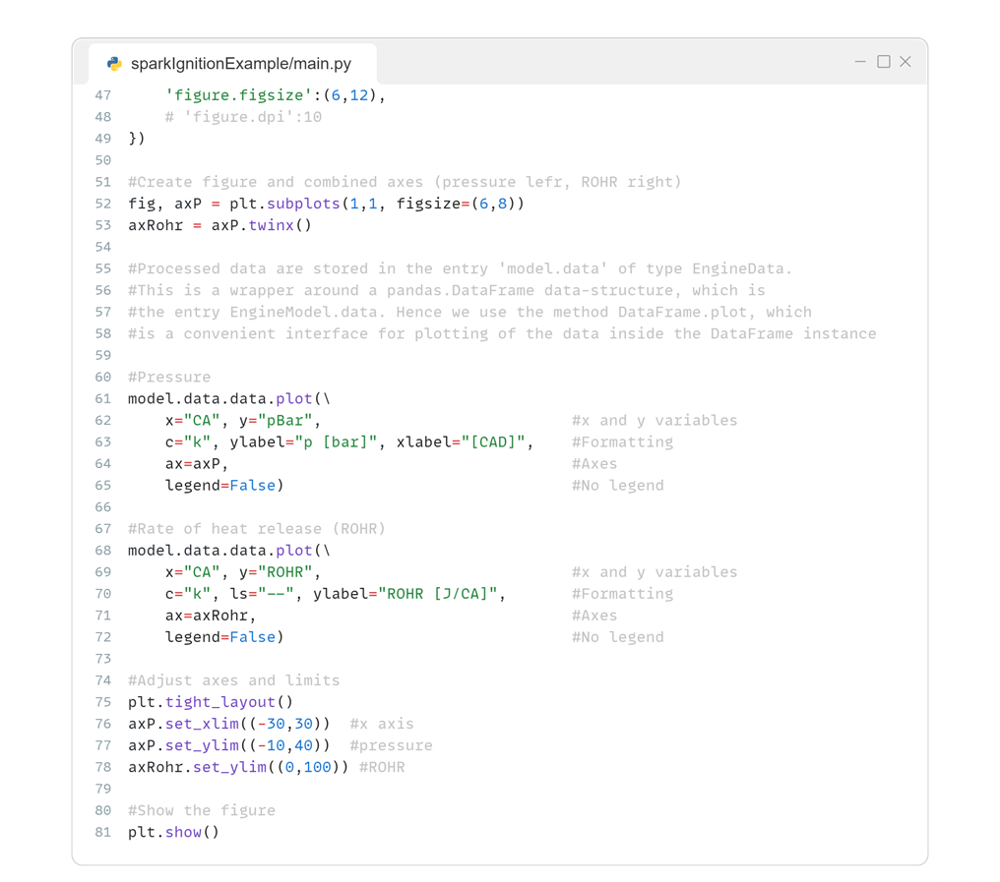 sparkIgnitionExample/main.py
47     'figure.figsize':(6,12),
48     # 'figure.dpi':10
49 })
50
51 #Create figure and combined axes (pressure lefr, ROHR right)
52 fig, axP = plt.subplots(1,1, figsize=(6,8))
53 axRohr = axP.twinx()
54
55 #Processed data are stored in the entry 'model.data' of type EngineData.
56 #This is a wrapper around a pandas.DataFrame data-structure, which is
57 #the entry EngineModel.data. Hence we use the method DataFrame.plot, which
58 #is a convenient interface for plotting of the data inside the DataFrame instance
59
60 #Pressure
61 model.data.data.plot(\
62     x="CA", y="pBar",                           #x and y variables
63     c="k", ylabel="p [bar]", xlabel="[CAD]",    #Formatting
64     ax=axP,                                     #Axes
65     legend=False)                               #No legend
66
67 #Rate of heat release (ROHR)
68 model.data.data.plot(\
69     x="CA", y="ROHR",                           #x and y variables
70     c="k", ls="--", ylabel="ROHR [J/CA]",       #Formatting
71     ax=axRohr,                                  #Axes
72     legend=False)                               #No legend
73
74 #Adjust axes and limits
75 plt.tight_layout()
76 axP.set_xlim((-30,30))  #x axis
77 axP.set_ylim((-10,40))  #pressure
78 axRohr.set_ylim((0,100)) #ROHR
79
80 #Show the figure
81 plt.show()